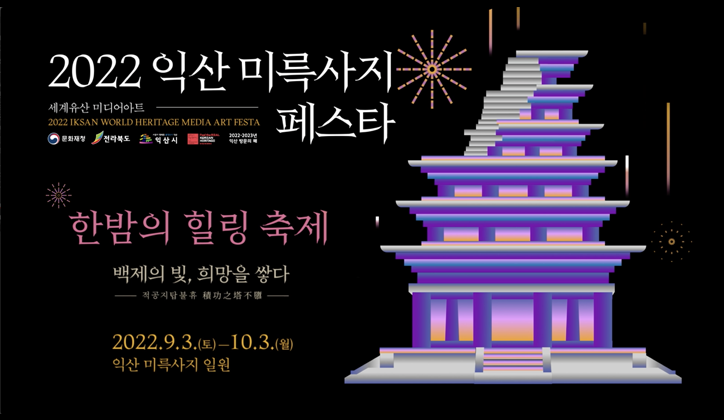 2022 익산 미륵사지
페스타
세계유산 미디어아트
2022 IKSAN WORLD HERITAGE MEDIA ART FESTA
문화재청 전라북도 익산시 2022-2023년
익산 방문의 해
한밤의 힐링 축제
백제의 빛, 희망을 쌓다
적공지탑불휴 積功之塔不隳
2022.9.3.(토)—10.3.(월)
익산 미륵사지 일원